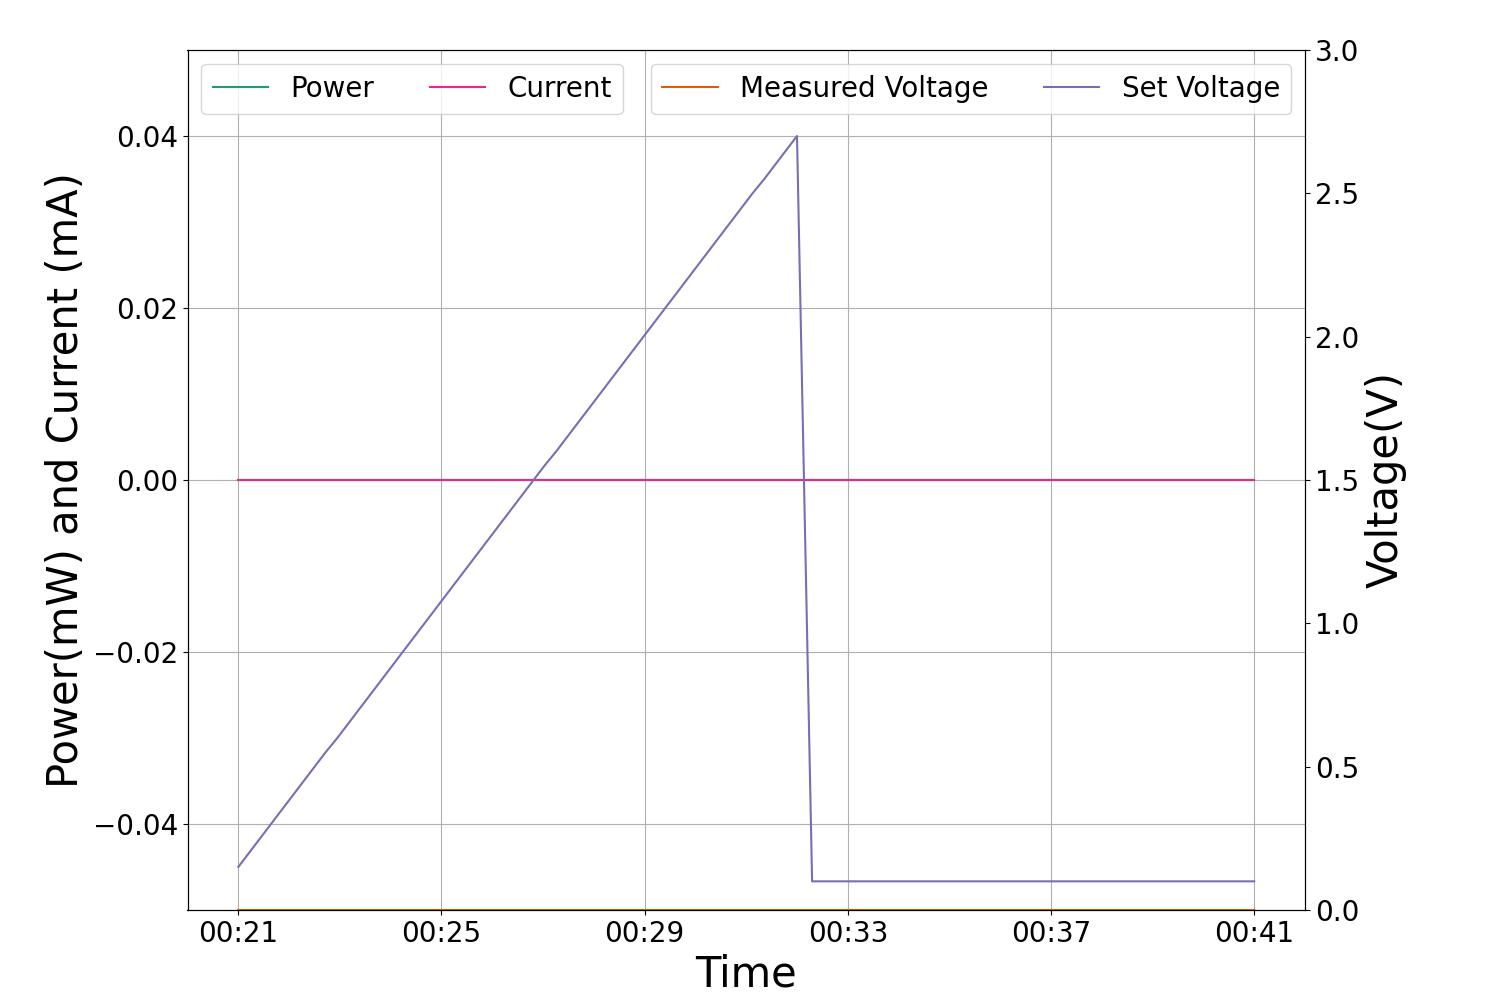 Power Current Measured Voltage Set Voltage
Power(mW) and Current (mA)
0.04
0.02
0.00
−0.02
−0.04
3.0
2.5
2.0
1.5
1.0
0.5
0.0
Voltage(V)
00:21 00:25 00:29 00:33 00:37 00:41
Time